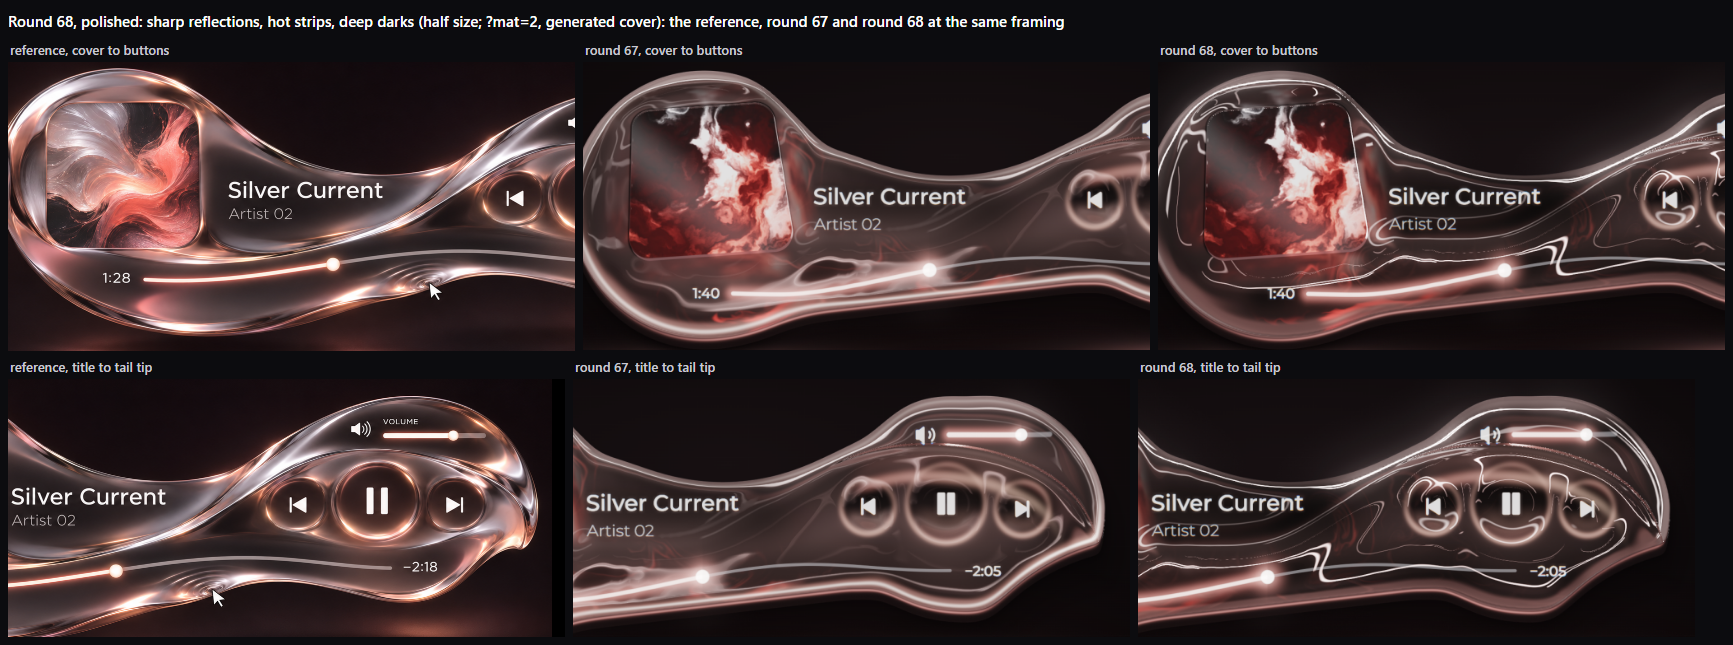 Round 68, polished: sharp reflections, hot strips, deep darks (half size; ?mat=2, generated cover): the reference, round 67 and round 68 at the same framing
reference, cover to buttons
round 67, cover to buttons
round 68, cover to buttons
Silver Current
Artist 02
1:28
Silver Current
Artist 02
1:40
Silver Current
Artist 02
1:40
reference, title to tail tip
round 67, title to tail tip
round 68, title to tail tip
VOLUME
Silver Current
Artist 02
−2:18
Silver Current
Artist 02
−2:05
Silver Current
Artist 02
−2:05